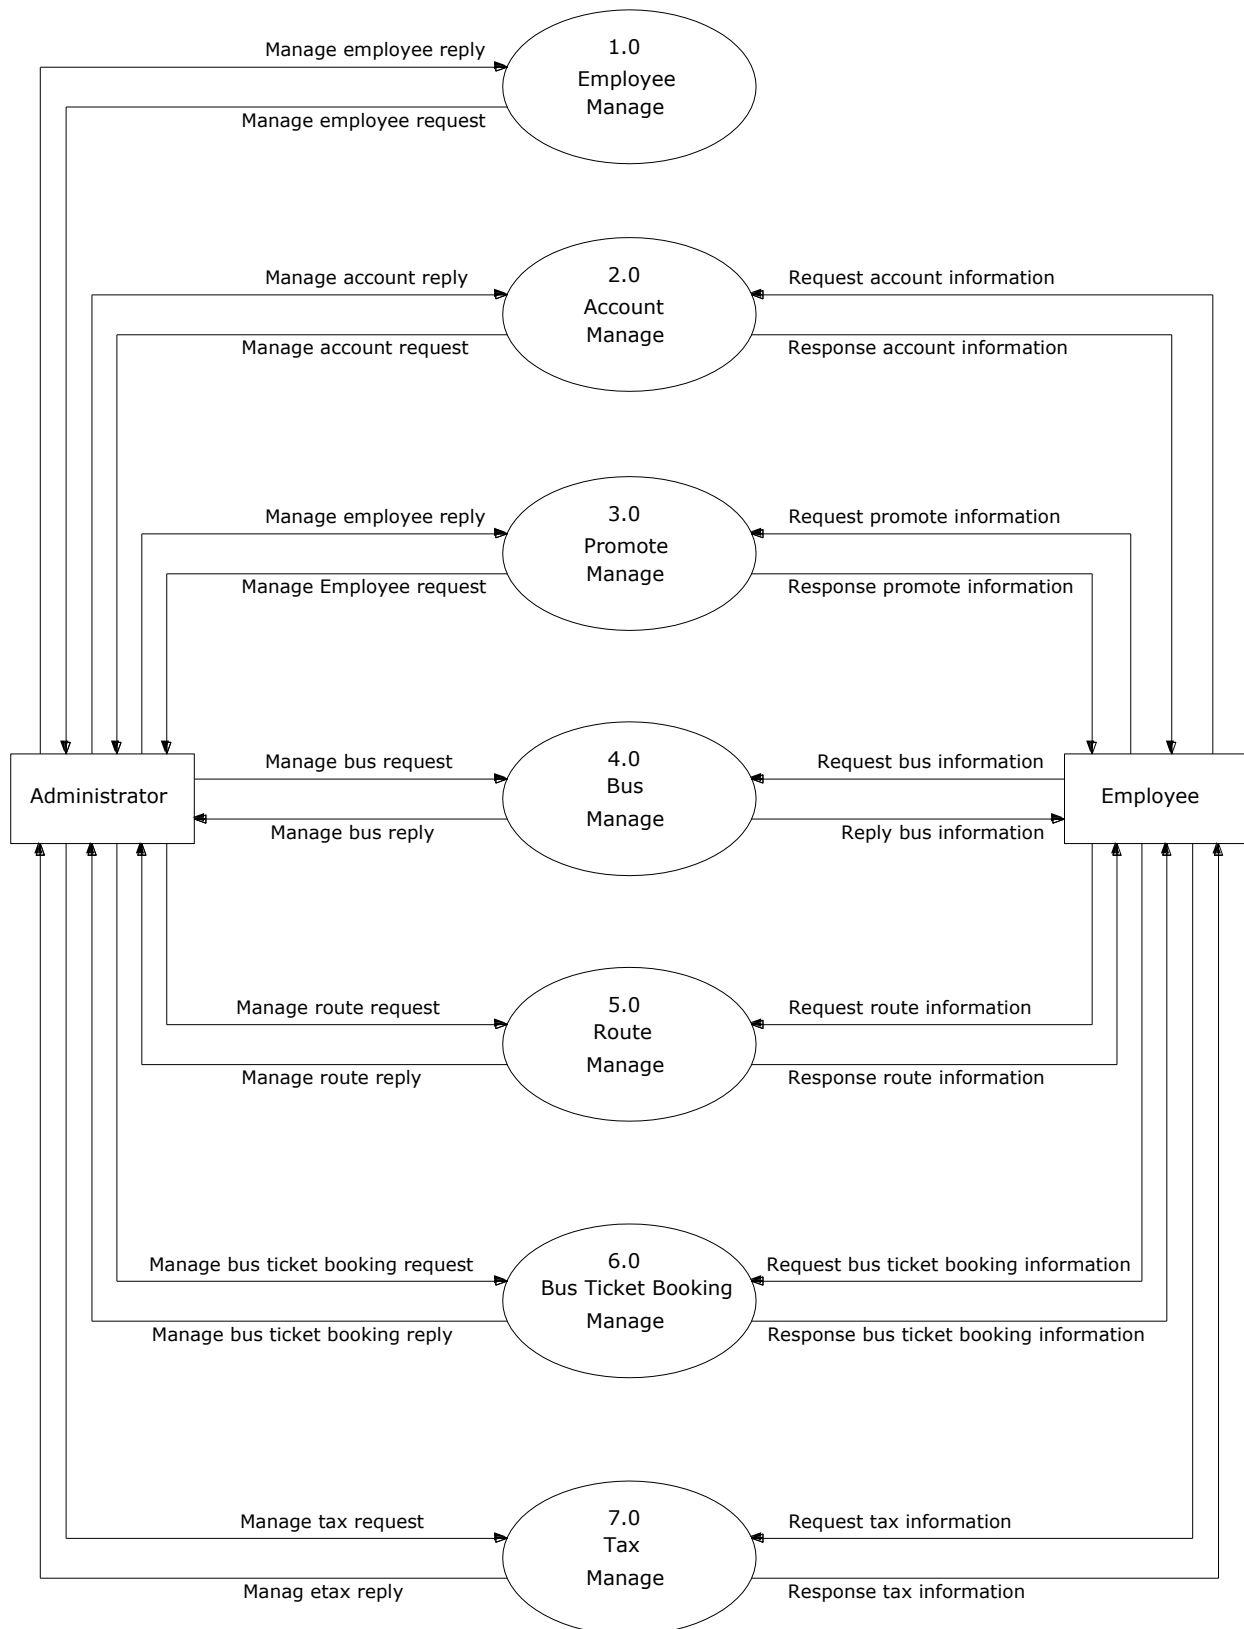 Manage employee reply
1.0
Employee
Manage
Manage employee request
Manage account reply
2.0
Account
Manage
Request account information
Manage account request
Response account information
Manage employee reply
3.0
Promote
Manage
Request promote information
Manage Employee request
Response promote information
Administrator
Manage bus request
4.0
Bus
Manage
Request bus information
Manage bus reply
Reply bus information
Employee
Manage route request
5.0
Route
Manage
Request route information
Manage route reply
Response route information
Manage bus ticket booking request
6.0
Bus Ticket Booking
Manage
Request bus ticket booking information
Manage bus ticket booking reply
Response bus ticket booking information
Manage tax request
7.0
Tax
Manage
Request tax information
Manag etax reply
Response tax information